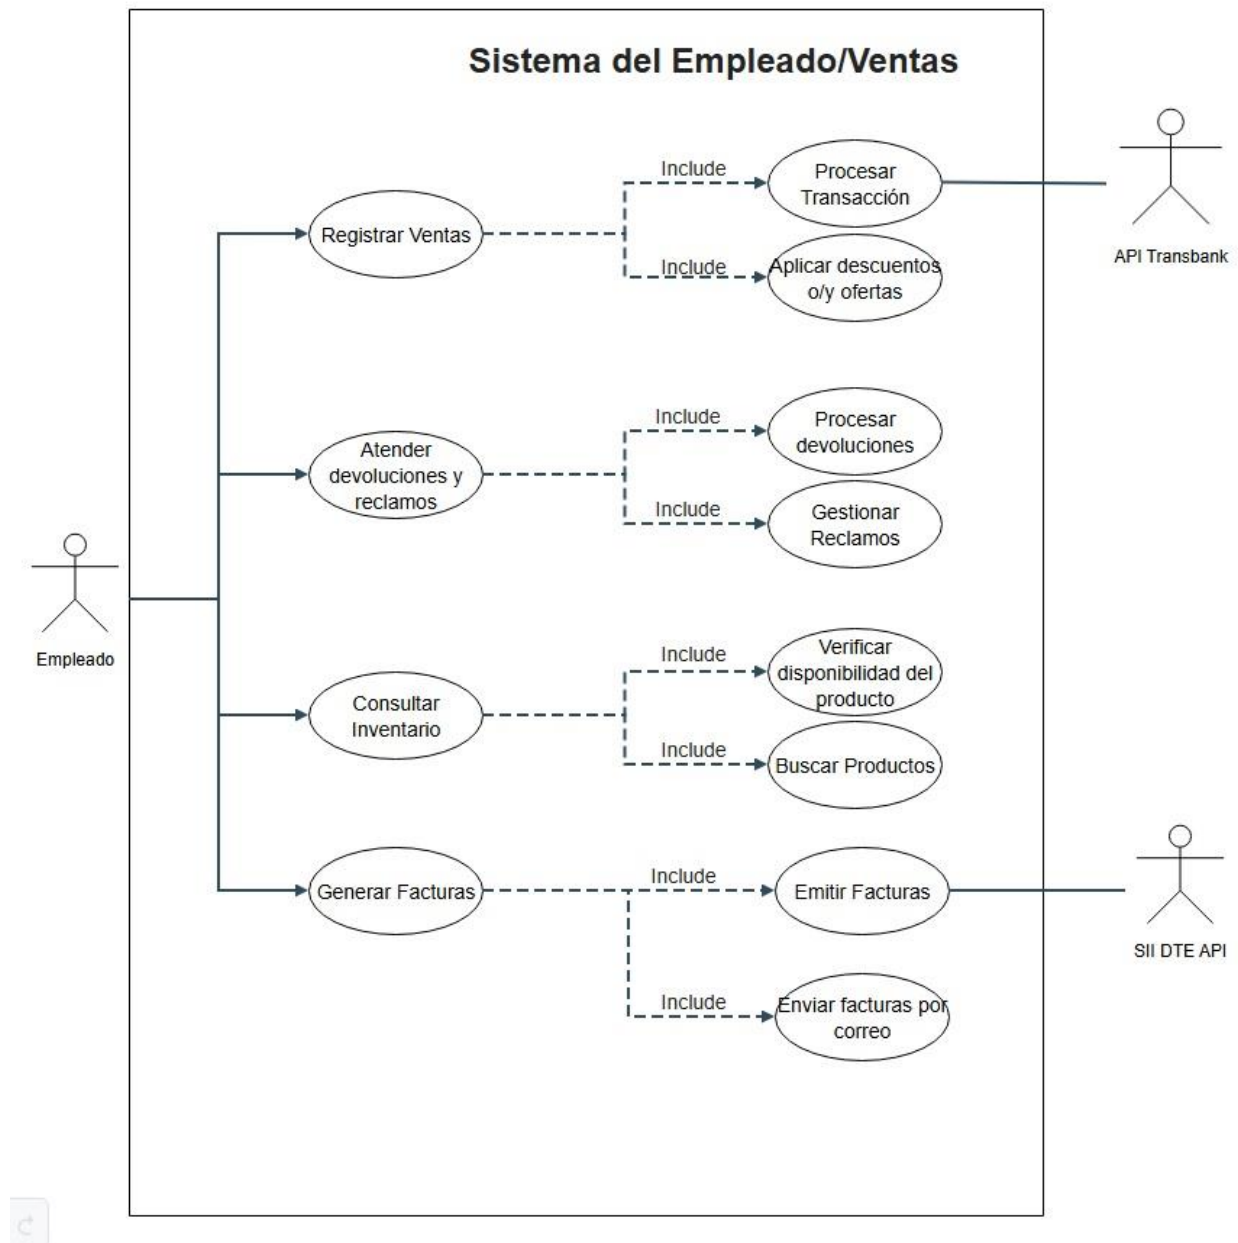 Sistema del Empleado/Ventas
Include
Procesar
Transacción
Registrar Ventas
Include
Aplicar descuentos
o/y ofertas
API Transbank
Include
Procesar
devoluciones
Atender
devoluciones y
reclamos
Include
Gestionar
Reclamos
Empleado
Include
Verificar
disponibilidad del
producto
Consultar
Inventario
Include
Buscar Productos
Generar Facturas
Include
Emitir Facturas
SII DTE API
Include
Enviar facturas por
correo